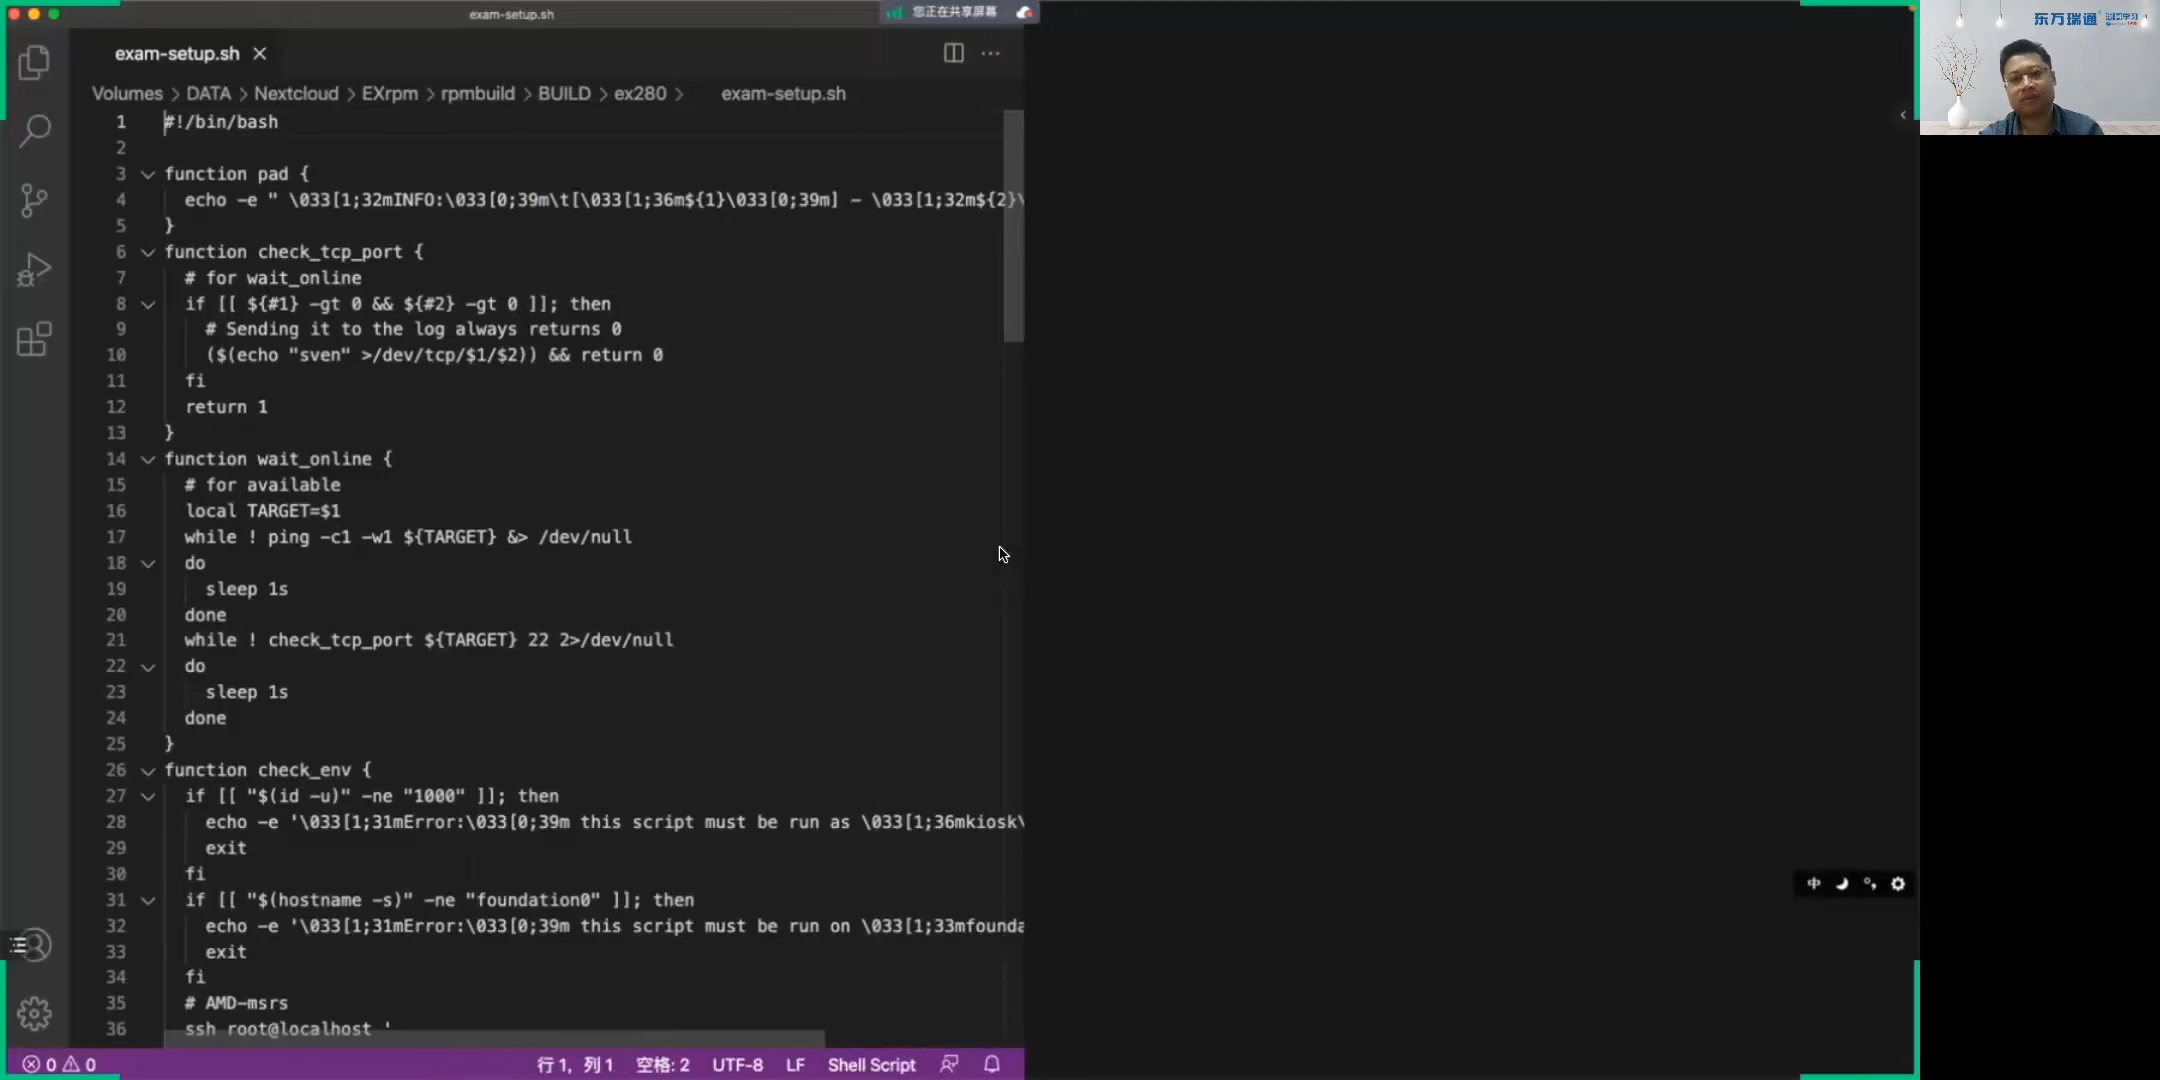 exam-setup.sh
您正在共享屏幕
东方瑞通
exam-setup.sh
Volumes > DATA > Nextcloud > EXrpm > rpmbuild > BUILD > ex280 > exam-setup.sh
1 #!/bin/bash
2
3 function pad {
4 echo -e " \033[1;32mINFO:\033[0;39m\t[\033[1;36m${1}\033[0;39m] - \033[1;32m${2}\
5 }
6 function check_tcp_port {
7 # for wait_online
8 if [[ ${#1} -gt 0 && ${#2} -gt 0 ]]; then
9 # Sending it to the log always returns 0
10 ($(echo "sven" >/dev/tcp/$1/$2)) && return 0
11 fi
12 return 1
13 }
14 function wait_online {
15 # for available
16 local TARGET=$1
17 while ! ping -c1 -w1 ${TARGET} &> /dev/null
18 do
19 sleep 1s
20 done
21 while ! check_tcp_port ${TARGET} 22 2>/dev/null
22 do
23 sleep 1s
24 done
25 }
26 function check_env {
27 if [[ "$(id -u)" -ne "1000" ]]; then
28 echo -e '\033[1;31mError:\033[0;39m this script must be run as \033[1;36mkiosk\
29 exit
30 fi
31 if [[ "$(hostname -s)" -ne "foundation0" ]]; then
32 echo -e '\033[1;31mError:\033[0;39m this script must be run on \033[1;33mfounda
33 exit
34 fi
35 # AMD-msrs
36 ssh root@localhost '
中
0 0 行 1, 列 1 空格: 2 UTF-8 LF Shell Script